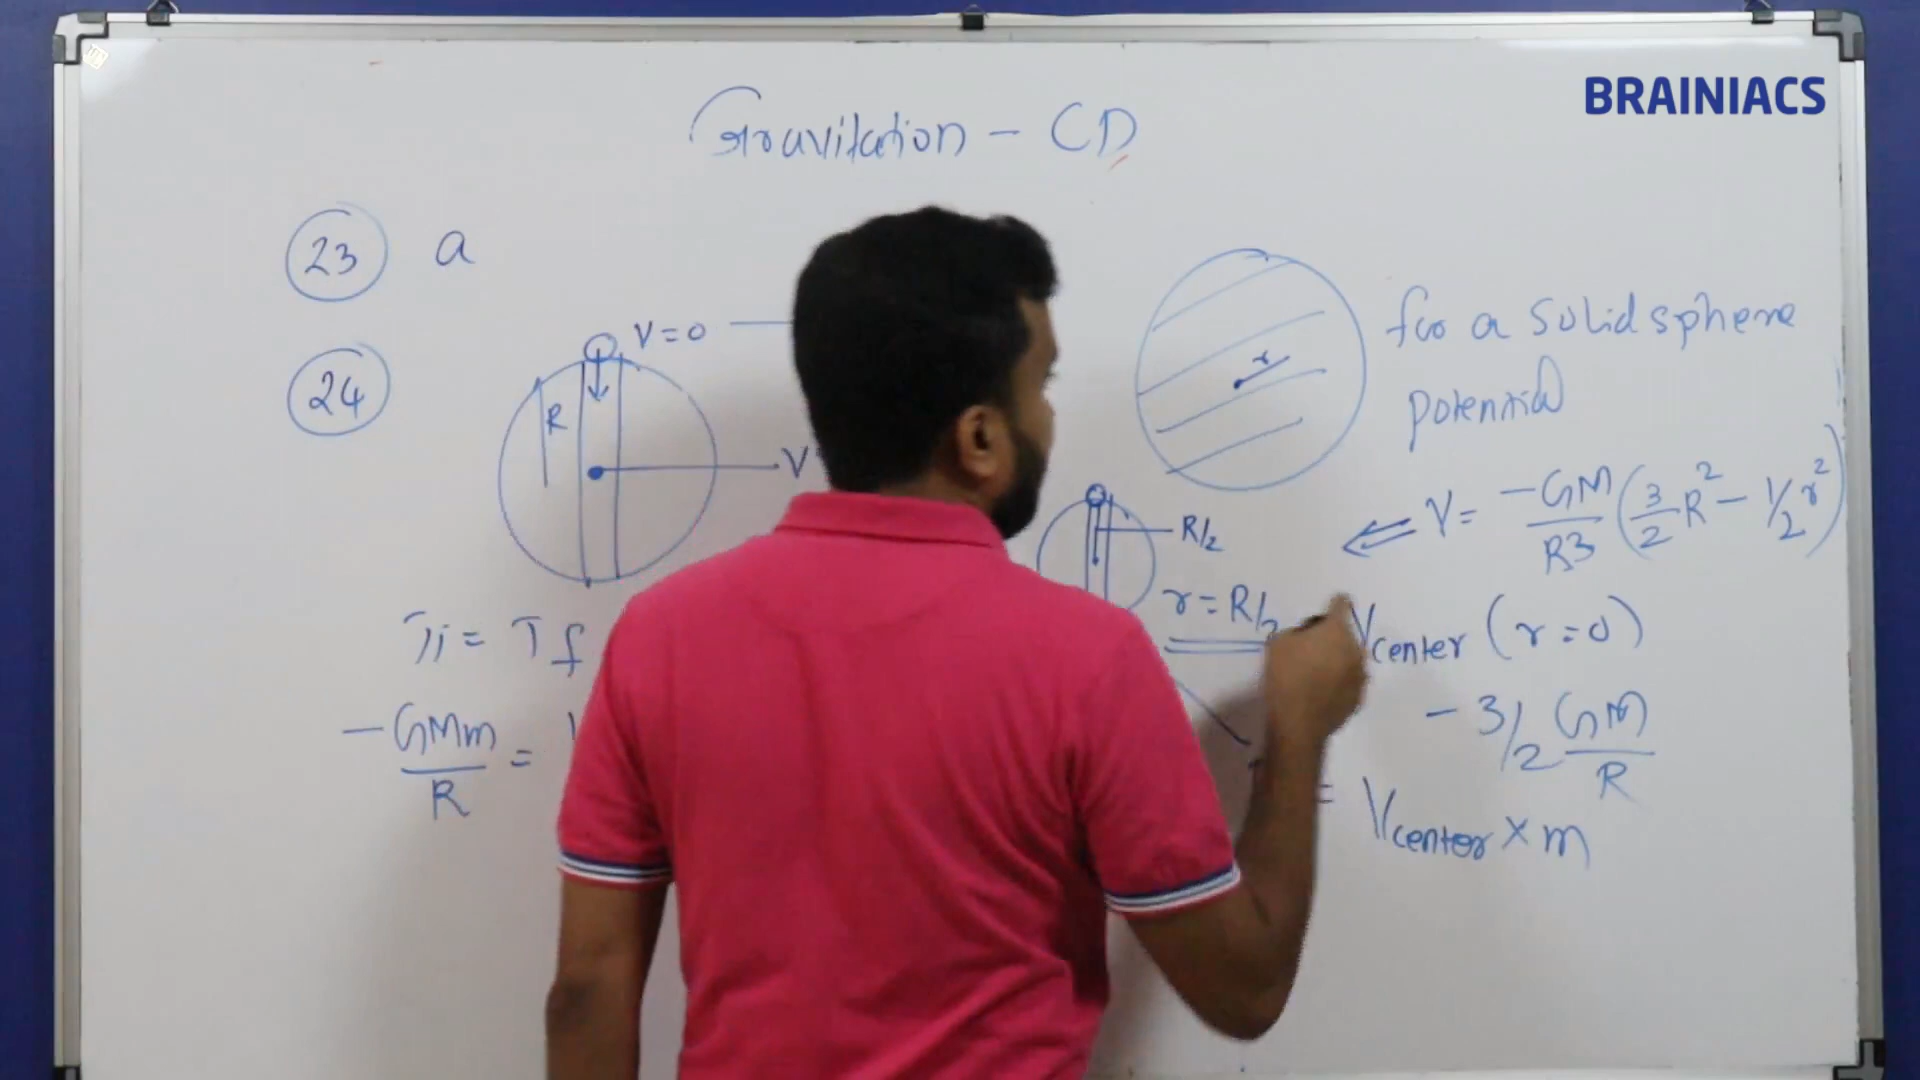 BRAINIACS
Gravitation - CD
23 a
24
V=0
R
V
for a solid sphere
potential
r
V = -GM/R3 (3/2 R² - 1/2 r²)
R/2
r = R/2
Vcenter (r=0)
- 3/2 GM/R
= Vcenter × m
Ti = Tf
-GMm/R =